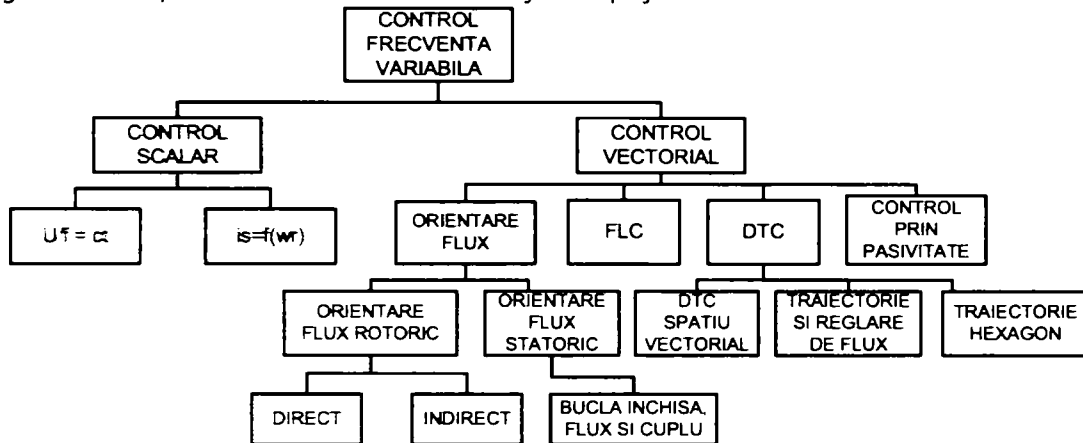 CONTROL
FRECVENTA
VARIABILA
CONTROL
SCALAR
CONTROL
VECTORIAL
is=f(wr)
ORIENTARE
FLUX
FLC
DTC
CONTROL
PRIN
PASIVITATE
ORIENTARE
FLUX ROTORIC
ORIENTARE
FLUX
STATORIC
DTC
SPATIU
VECTORIAL
TRAIECTORIE
SI REGLARE
DE FLUX
TRAIECTORIE
HEXAGON
DIRECT
INDIRECT
BUCLA INCHISA,
FLUX SI CUPLU